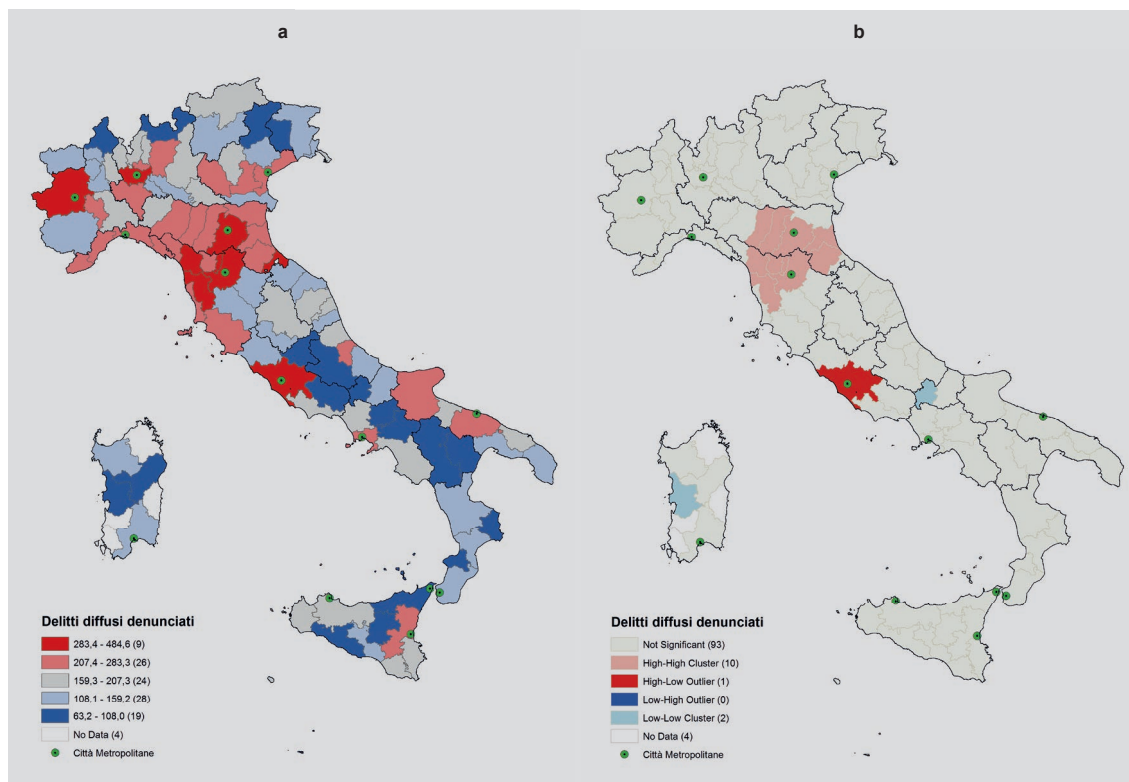 a
Delitti diffusi denunciati
283,4 - 484,6 (9)
207,4 - 283,3 (26)
159,3 - 207,3 (24)
108,1 - 159,2 (28)
63,2 - 108,0 (19)
No Data (4)
Città Metropolitane
b
Delitti diffusi denunciati
Not Significant (93)
High-High Cluster (10)
High-Low Outlier (1)
Low-High Outlier (0)
Low-Low Cluster (2)
No Data (4)
Città Metropolitane